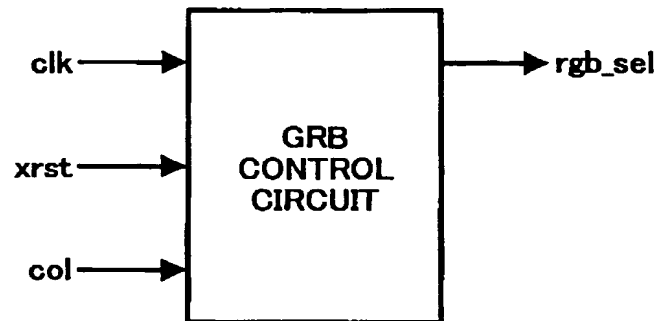 clk
rgb_sel
GRB
CONTROL
CIRCUIT
xrst
col